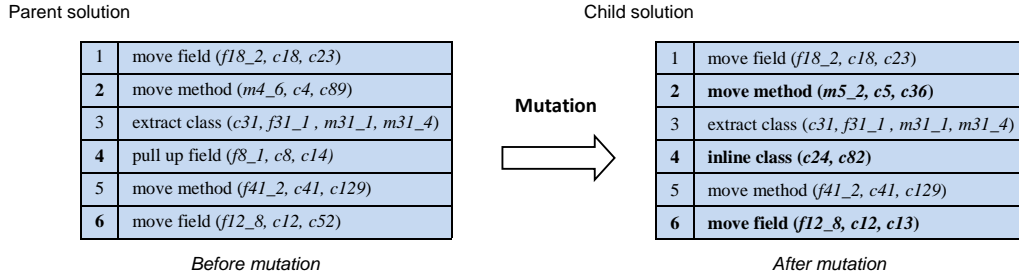 Parent solution
1 move field (f18_2, c18, c23)
2 move method (m4_6, c4, c89)
3 extract class (c31, f31_1 , m31_1, m31_4)
4 pull up field (f8_1, c8, c14)
5 move method (f41_2, c41, c129)
6 move field (f12_8, c12, c52)
Before mutation
Mutation
Child solution
1 move field (f18_2, c18, c23)
2 move method (m5_2, c5, c36)
3 extract class (c31, f31_1 , m31_1, m31_4)
4 inline class (c24, c82)
5 move method (f41_2, c41, c129)
6 move field (f12_8, c12, c13)
After mutation